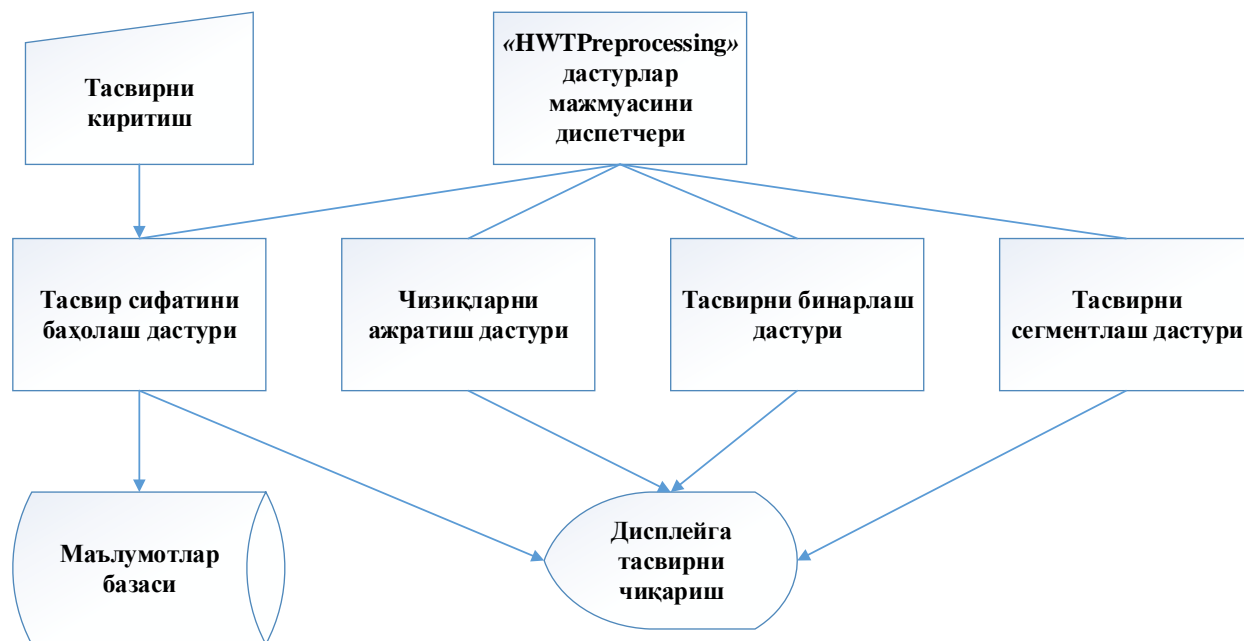 Тасвирни
киритиш
«HWTPreprocessing»
дастурлар
мажмуасини
диспетчери
Тасвир сифатини
баҳолаш дастури
Чизиқларни
ажратиш дастури
Тасвирни бинарлаш
дастури
Тасвирни
сегментлаш дастури
Маълумотлар
базаси
Дисплейга
тасвирни
чиқариш